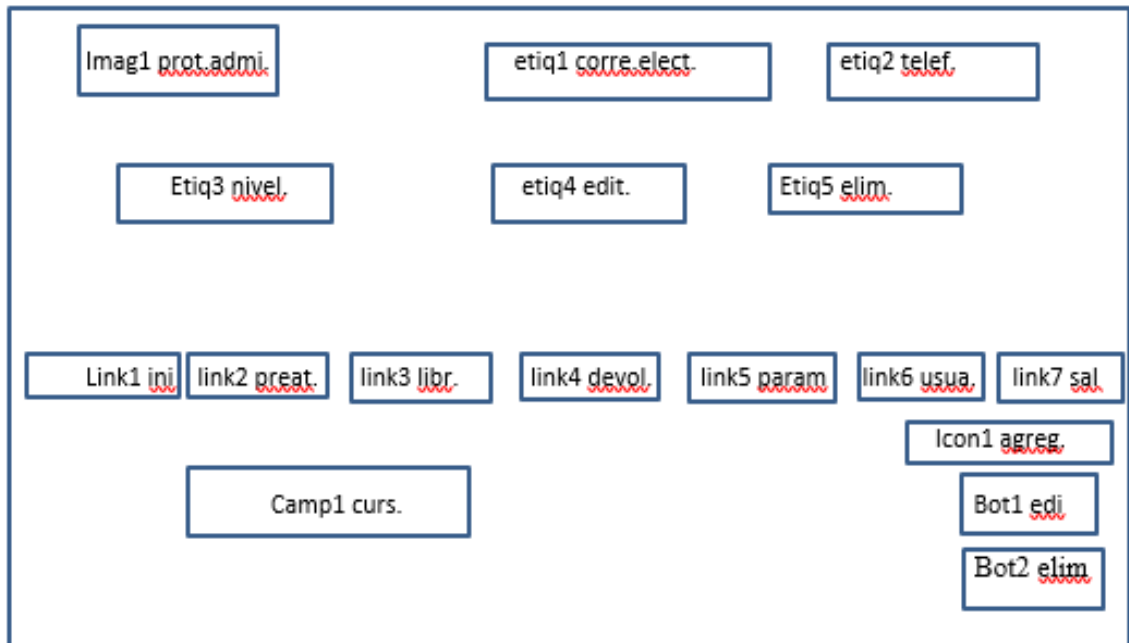 Imag1 prot.admi.
etiq1 corre.elect.
etiq2 telef.
Etiq3 nivel.
etiq4 edit.
Etiq5 elim.
Link1 ini
link2 preat.
link3 libr.
link4 devol.
link5 param
link6 usua.
link7 sal
Icon1 agreg.
Camp1 curs.
Bot1 edi
Bot2 elim